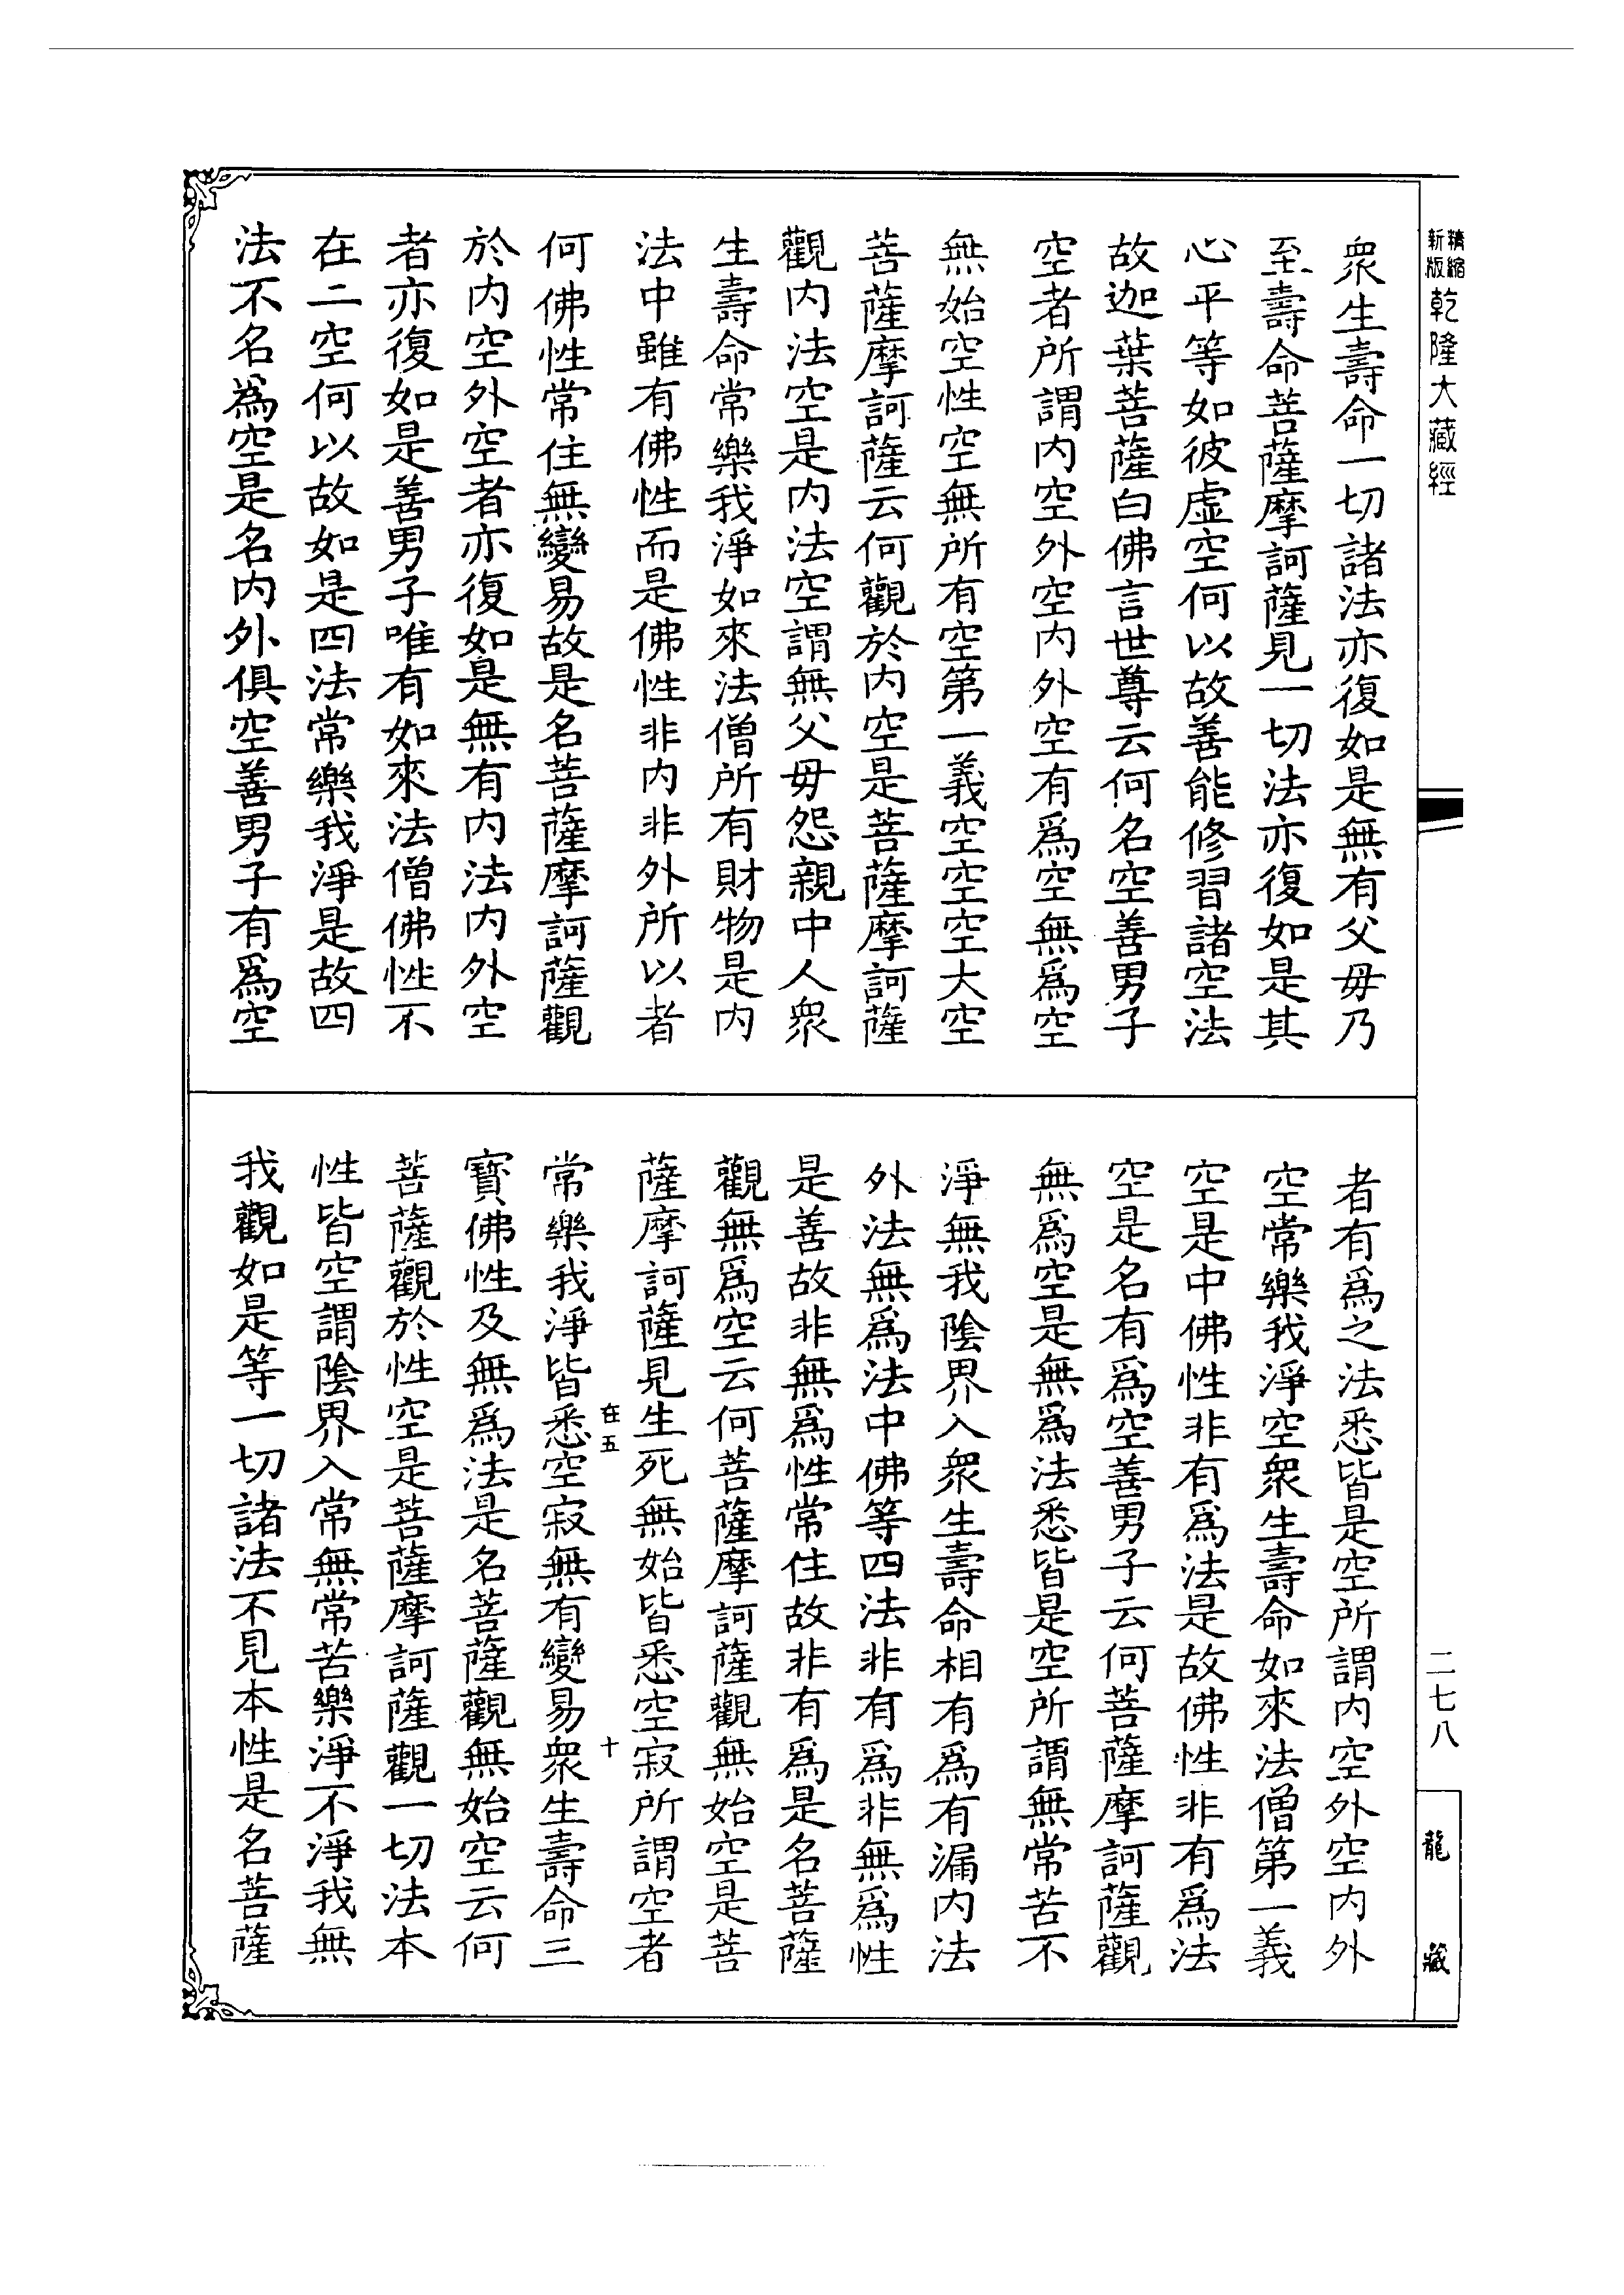 精縮新版乾隆大藏經
二七八
龍藏
衆生壽命一切諸法亦復如是無有父毋乃
至壽命菩薩摩訶薩見一切法亦復如是其
心平等如彼虛空何以故善能修習諸空法
故迦葉菩薩白佛言世尊云何名空善男子
空者所謂内空外空内外空有爲空無爲空
無始空性空無所有空第一義空空空大空
菩薩摩訶薩云何觀於内空是菩薩摩訶薩
觀内法空是内法空謂無父毋怨親中人衆
生壽命常樂我淨如來法僧所有財物是内
法中雖有佛性而是佛性非内非外所以者
何佛性常住無變易故是名菩薩摩訶薩觀
於内空外空者亦復如是無有内法内外空
者亦復如是善男子唯有如來法僧佛性不
在二空何以故如是四法常樂我淨是故四
法不名爲空是名内外俱空善男子有爲空
者有爲之法悉皆是空所謂内空外空内外
空常樂我淨空衆生壽命如來法僧第一義
空是中佛性非有爲法是故佛性非有爲法
空是名有爲空善男子云何菩薩摩訶薩觀
無爲空是無爲法悉皆是空所謂無常苦不
淨無我陰界入衆生壽命相有爲有漏内法
外法無爲法中佛等四法非有爲非無爲性
是善故非無爲性常住故非有爲是名菩薩
觀無爲空云何菩薩摩訶薩觀無始空是菩
薩摩訶薩見生死無始皆悉空寂所謂空者
在五 十
常樂我淨皆悉空寂無有變易衆生壽命三
寶佛性及無爲法是名菩薩觀無始空云何
菩薩觀於性空是菩薩摩訶薩觀一切法本
性皆空謂陰界入常無常苦樂淨不淨我無
我觀如是等一切諸法不見本性是名菩薩